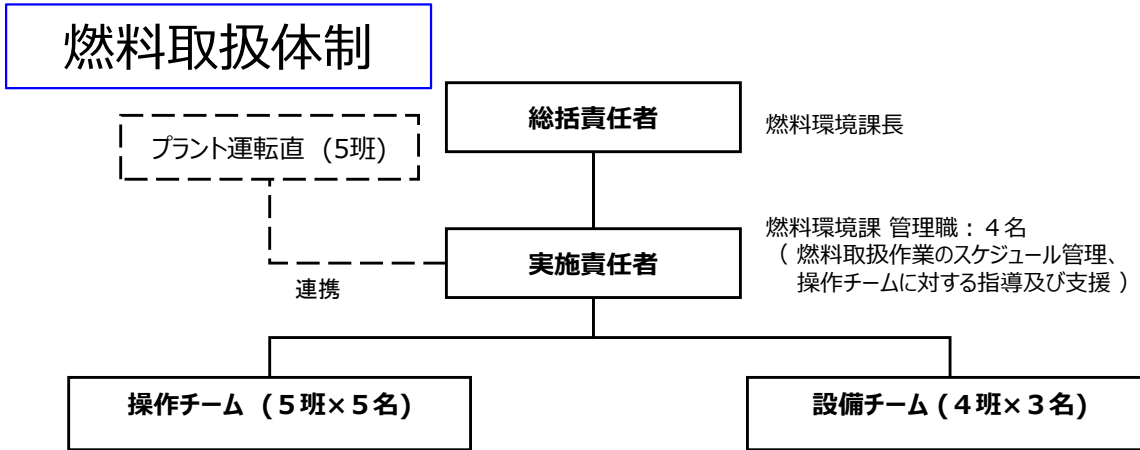 燃料取扱体制
総括責任者
燃料環境課長
プラント運転直 (5班)
燃料環境課 管理職：４名
（ 燃料取扱作業のスケジュール管理、
操作チームに対する指導及び支援 ）
実施責任者
連携
操作チーム (５班×５名)
設備チーム (４班×３名)